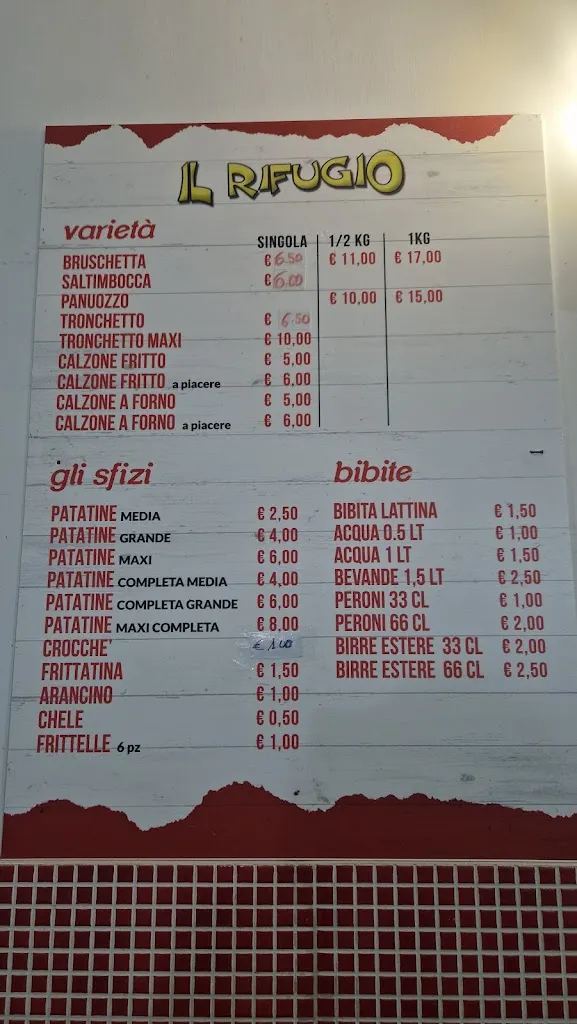 IL RIFUGIO
varietà
SINGOLA 1/2 KG 1KG
BRUSCHETTA € 6.50 € 11,00 € 17,00
SALTIMBOCCA € 6.00
PANUOZZO € 10,00 € 15,00
TRONCHETTO € 6.50
TRONCHETTO MAXI € 10,00
CALZONE FRITTO € 5,00
CALZONE FRITTO a piacere € 6,00
CALZONE A FORNO € 5,00
CALZONE A FORNO a piacere € 6,00
gli sfizi
PATATINE MEDIA € 2,50
PATATINE GRANDE € 4,00
PATATINE MAXI € 6,00
PATATINE COMPLETA MEDIA € 4,00
PATATINE COMPLETA GRANDE € 6,00
PATATINE MAXI COMPLETA € 8,00
CROCCHE' € 1.00
FRITTATINA € 1,50
ARANCINO € 1,00
CHELE € 0,50
FRITTELLE 6 pz € 1,00
bibite
BIBITA LATTINA € 1,50
ACQUA 0.5 LT € 1,00
ACQUA 1 LT € 1,50
BEVANDE 1,5 LT € 2,50
PERONI 33 CL € 1,00
PERONI 66 CL € 2,00
BIRRE ESTERE 33 CL € 2,00
BIRRE ESTERE 66 CL € 2,50